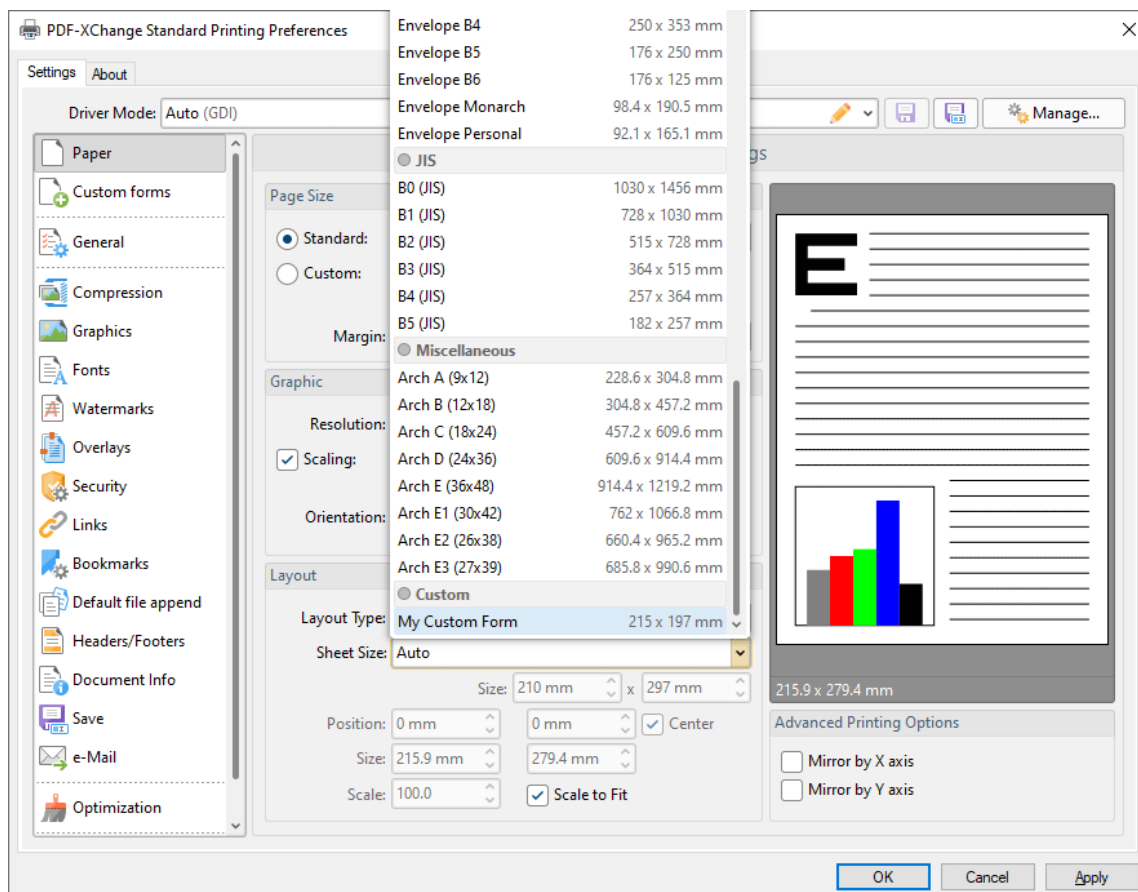 PDF-XChange Standard Printing Preferences
Settings
About
Driver Mode: Auto (GDI)
Manage...
Paper
Custom forms
General
Compression
Graphics
Fonts
Watermarks
Overlays
Security
Links
Bookmarks
Default file append
Headers/Footers
Document Info
Save
e-Mail
Optimization
gs
Page Size
Standard:
Custom:
Margin:
Graphic
Resolution:
Scaling:
Orientation:
Layout
Layout Type:
Envelope B4 250 x 353 mm
Envelope B5 176 x 250 mm
Envelope B6 176 x 125 mm
Envelope Monarch 98.4 x 190.5 mm
Envelope Personal 92.1 x 165.1 mm
JIS
B0 (JIS) 1030 x 1456 mm
B1 (JIS) 728 x 1030 mm
B2 (JIS) 515 x 728 mm
B3 (JIS) 364 x 515 mm
B4 (JIS) 257 x 364 mm
B5 (JIS) 182 x 257 mm
Miscellaneous
Arch A (9x12) 228.6 x 304.8 mm
Arch B (12x18) 304.8 x 457.2 mm
Arch C (18x24) 457.2 x 609.6 mm
Arch D (24x36) 609.6 x 914.4 mm
Arch E (36x48) 914.4 x 1219.2 mm
Arch E1 (30x42) 762 x 1066.8 mm
Arch E2 (26x38) 660.4 x 965.2 mm
Arch E3 (27x39) 685.8 x 990.6 mm
Custom
My Custom Form 215 x 197 mm
Sheet Size: Auto
Size: 210 mm x 297 mm
Position: 0 mm 0 mm Center
Size: 215.9 mm 279.4 mm
Scale: 100.0 Scale to Fit
E
215.9 x 279.4 mm
Advanced Printing Options
Mirror by X axis
Mirror by Y axis
OK
Cancel
Apply